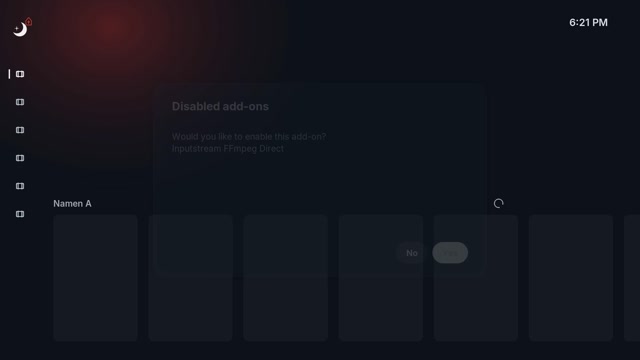 6:21 PM
Disabled add-ons
Would you like to enable this add-on?
Inputstream FFmpeg Direct
Namen A
No
Yes